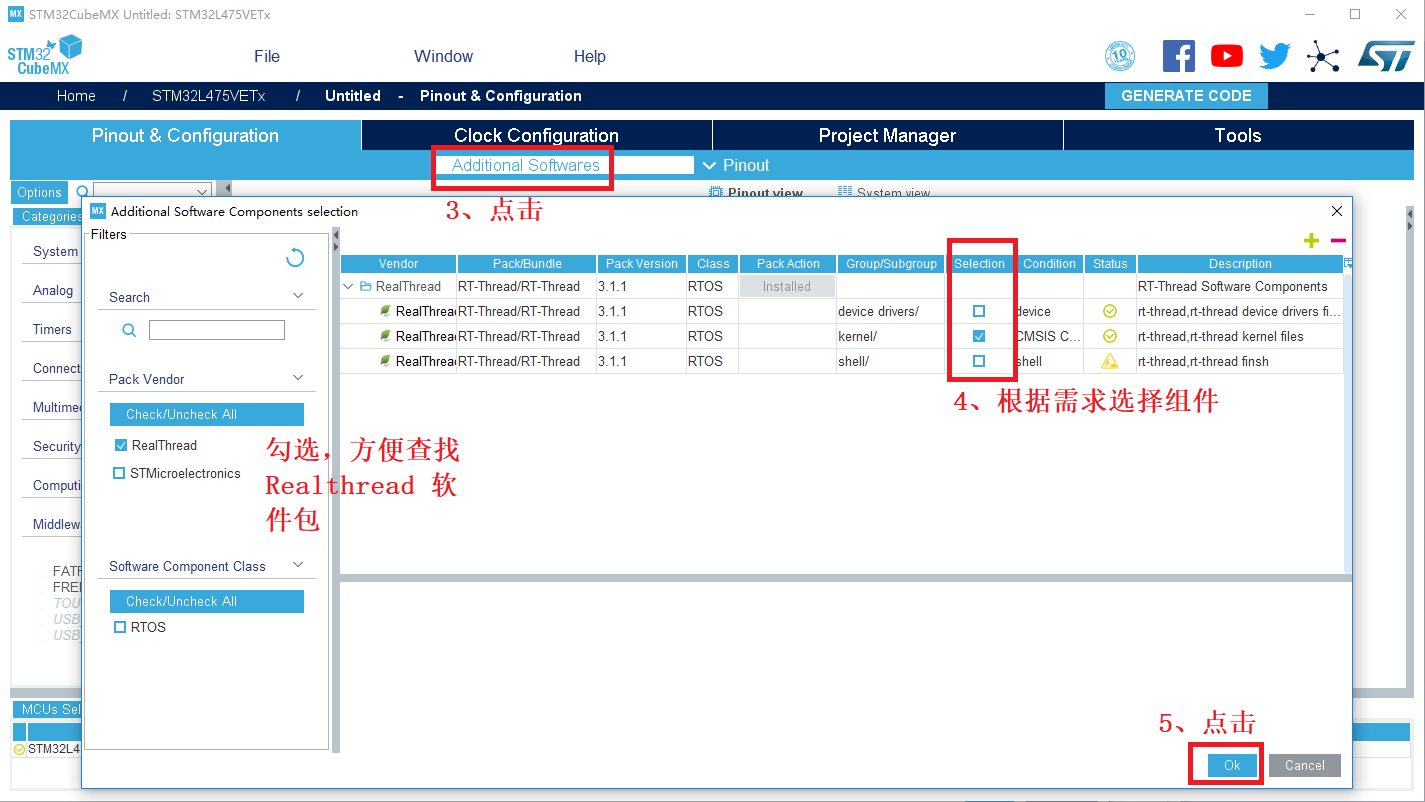 MX STM32CubeMX Untitled: STM32L475VETx
STM32
CubeMX
File Window Help
10
Home / STM32L475VETx / Untitled - Pinout & Configuration GENERATE CODE
Pinout & Configuration Clock Configuration Project Manager Tools
Additional Softwares Pinout
Options Pinout view System view
Categories
3、点击
MX Additional Software Components selection
Filters
System
Analog
Timers
Connect
Multime
Security
Computi
Middlew
FATF
FREE
TOU
USB_
USB_
MCUs Sel
STM32L4
Search
Pack Vendor
Check/Uncheck All
RealThread
STMicroelectronics
勾选，方便查找
Realthread 软
件包
Software Component Class
Check/Uncheck All
RTOS
Vendor Pack/Bundle Pack Version Class Pack Action Group/Subgroup Selection Condition Status Description
RealThread RT-Thread/RT-Thread 3.1.1 RTOS Installed RT-Thread Software Components
RealThrea RT-Thread/RT-Thread 3.1.1 RTOS device drivers/ device rt-thread,rt-thread device drivers fi...
RealThrea RT-Thread/RT-Thread 3.1.1 RTOS kernel/ CMSIS C... rt-thread,rt-thread kernel files
RealThrea RT-Thread/RT-Thread 3.1.1 RTOS shell/ shell rt-thread,rt-thread finsh
4、根据需求选择组件
5、点击
Ok Cancel